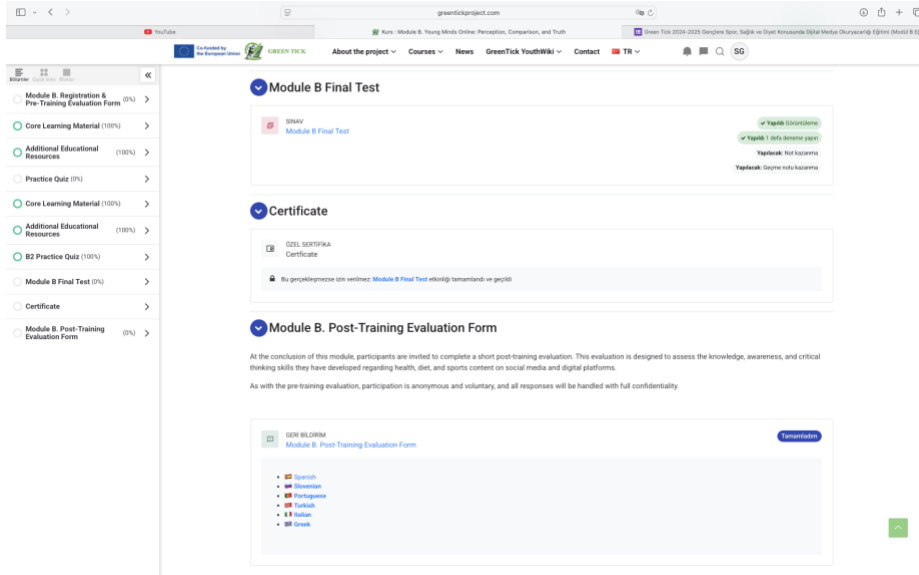 greentickproject.com
YouTube
Kurs : Module B. Young Minds Online: Perception, Comparison, and Truth
Green Tick 2024-2025 Gençlere Spor, Sağlık ve Diyet Konusunda Dijital Medya Okuryazarlığı Eğitimi (Modül B E
Co-funded by
the European Union
GREEN TICK
About the project
Courses
News
GreenTick YouthWiki
Contact
TR
SG
Bölümler
Module B. Registration &
Pre-Training Evaluation Form (0%)
Core Learning Material (100%)
Additional Educational
Resources (100%)
Practice Quiz (0%)
Core Learning Material (100%)
Additional Educational
Resources (100%)
B2 Practice Quiz (100%)
Module B Final Test (0%)
Certificate
Module B. Post-Training
Evaluation Form (0%)
Module B Final Test
SINAV
Module B Final Test
Yapıldı Görüntüleme
Yapıldı 1 defa deneme yapın
Yapılacak: Not kazanma
Yapılacak: Geçme notu kazanma
Certificate
ÖZEL SERTİFİKA
Certficate
Bu gerçekleşmezse izin verilmez: Module B Final Test etkinliği tamamlandı ve geçildi
Module B. Post-Training Evaluation Form
At the conclusion of this module, participants are invited to complete a short post-training evaluation. This evaluation is designed to assess the knowledge, awareness, and critical
thinking skills they have developed regarding health, diet, and sports content on social media and digital platforms.
As with the pre-training evaluation, participation is anonymous and voluntary, and all responses will be handled with full confidentiality.
GERİ BİLDİRİM
Module B. Post-Training Evaluation Form
Tamamladım
Spanish
Slovenian
Portuguese
Turkish
Italian
Greek